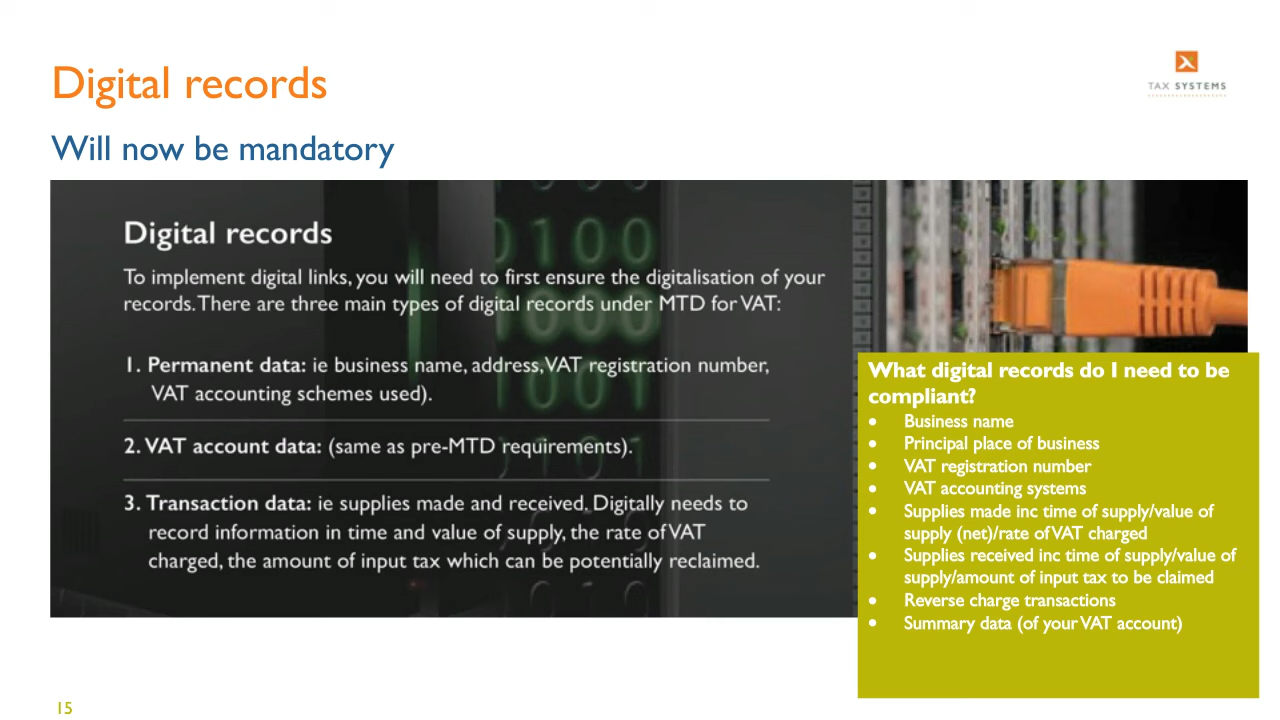 Digital records
TAX SYSTEMS
Will now be mandatory
Digital records
To implement digital links, you will need to first ensure the digitalisation of your
records. There are three main types of digital records under MTD for VAT:
1. Permanent data: ie business name, address, VAT registration number,
VAT accounting schemes used).
2. VAT account data: (same as pre-MTD requirements).
3. Transaction data: ie supplies made and received. Digitally needs to
record information in time and value of supply, the rate of VAT
charged, the amount of input tax which can be potentially reclaimed.
0100
1001
What digital records do I need to be
compliant?
• Business name
• Principal place of business
• VAT registration number
• VAT accounting systems
• Supplies made inc time of supply/value of
supply (net)/rate of VAT charged
• Supplies received inc time of supply/value of
supply/amount of input tax to be claimed
• Reverse charge transactions
• Summary data (of your VAT account)
15